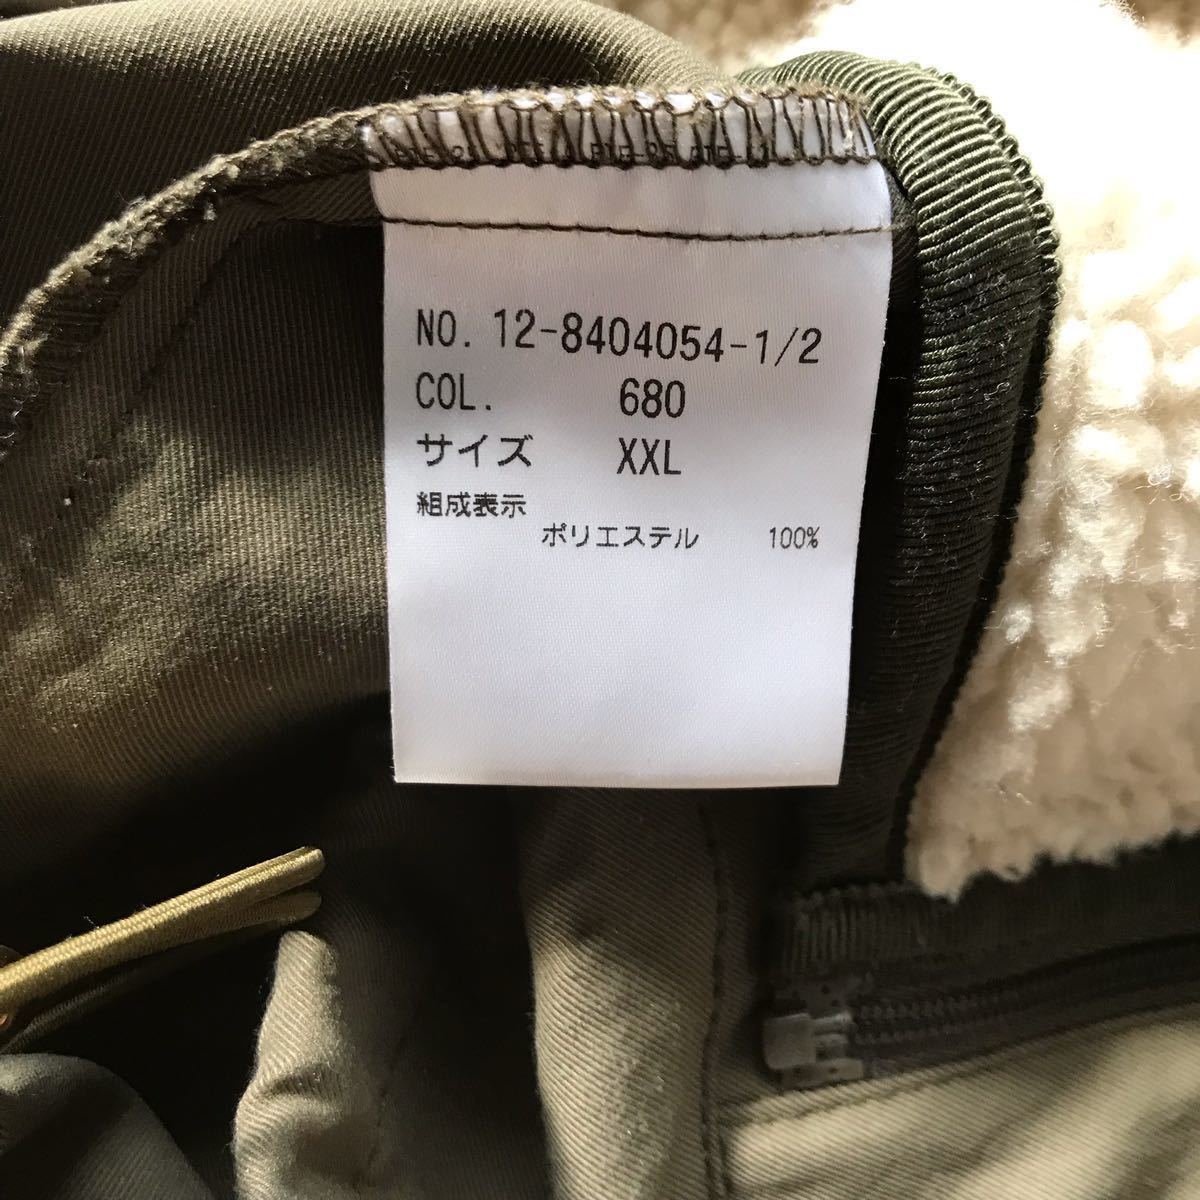 NO. 12-8404054-1/2
COL. 680
サイズ XXL
組成表示
ポリエステル 100%